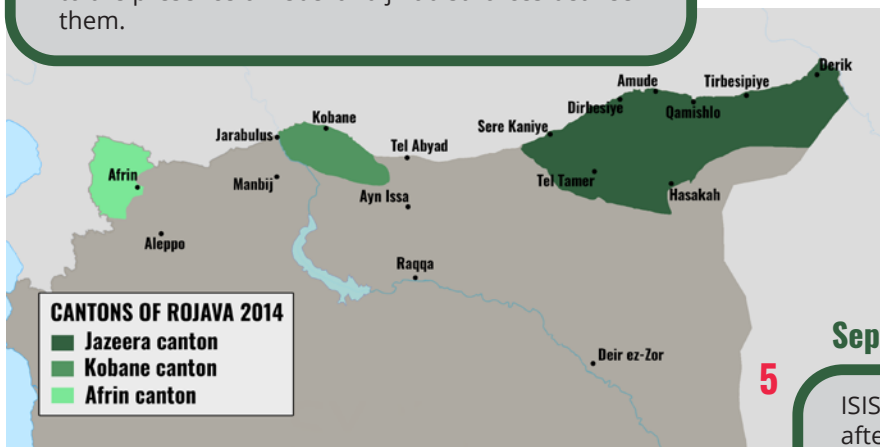 them.
Derik
Amude
Tirbesipiye
Dirbesiye
Qamishlo
Kobane
Jarabulus
Sere Kaniye
Tel Abyad
Afrin
Manbij
Ayn Issa
Tel Tamer
Hasakah
Aleppo
Raqqa
CANTONS OF ROJAVA 2014
Jazeera canton
Kobane canton
Afrin canton
Deir ez-Zor
Sep
5
ISIS
afte